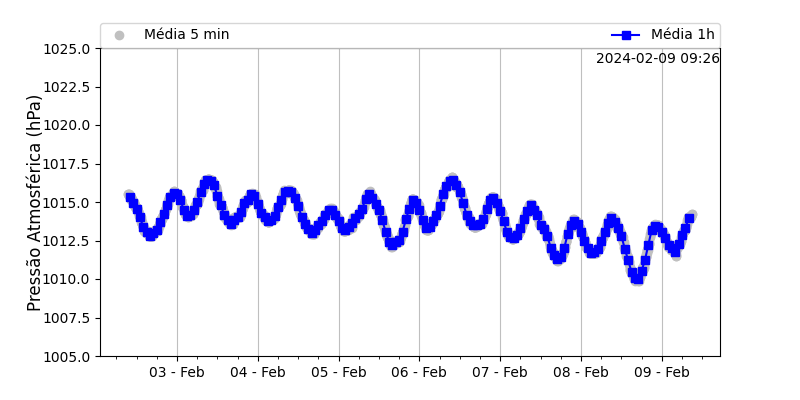 Média 5 min
Média 1h
2024-02-09 09:26
Pressão Atmosférica (hPa)
1025.0
1022.5
1020.0
1017.5
1015.0
1012.5
1010.0
1007.5
1005.0
03 - Feb
04 - Feb
05 - Feb
06 - Feb
07 - Feb
08 - Feb
09 - Feb